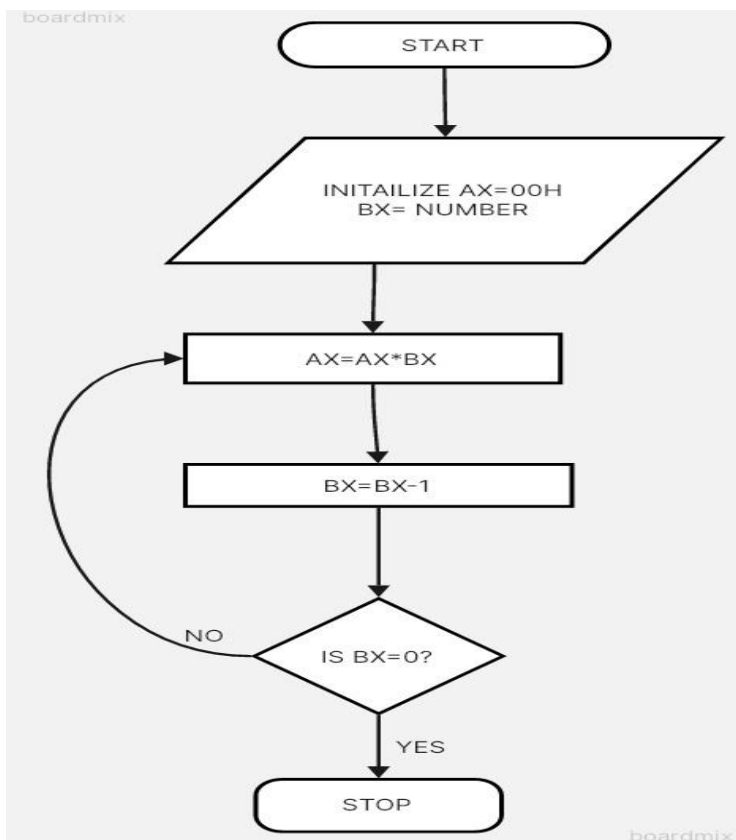 boardmix
START
INITAILIZE AX=00H
BX= NUMBER
AX=AX*BX
BX=BX-1
NO
IS BX=0?
YES
STOP
boardmix